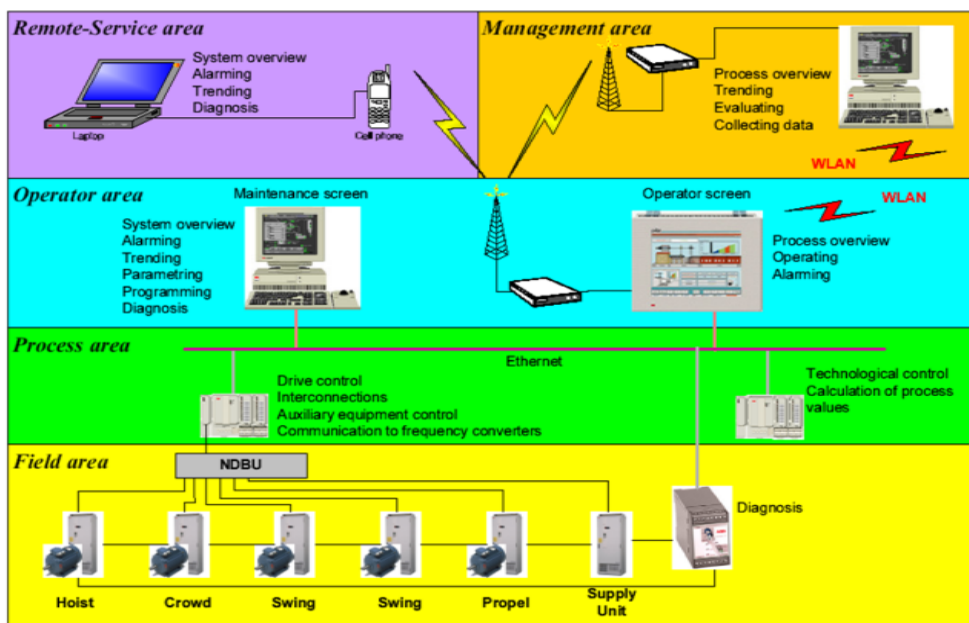 Remote-Service area
System overview
Alarming
Trending
Diagnosis
Laptop
Cell phone
Management area
Process overview
Trending
Evaluating
Collecting data
WLAN
Operator area
Maintenance screen
System overview
Alarming
Trending
Parametring
Programming
Diagnosis
Operator screen
WLAN
Process overview
Operating
Alarming
Process area
Ethernet
Drive control
Interconnections
Auxiliary equipment control
Communication to frequency converters
Technological control
Calculation of process
values
Field area
NDBU
Diagnosis
Hoist
Crowd
Swing
Swing
Propel
Supply
Unit